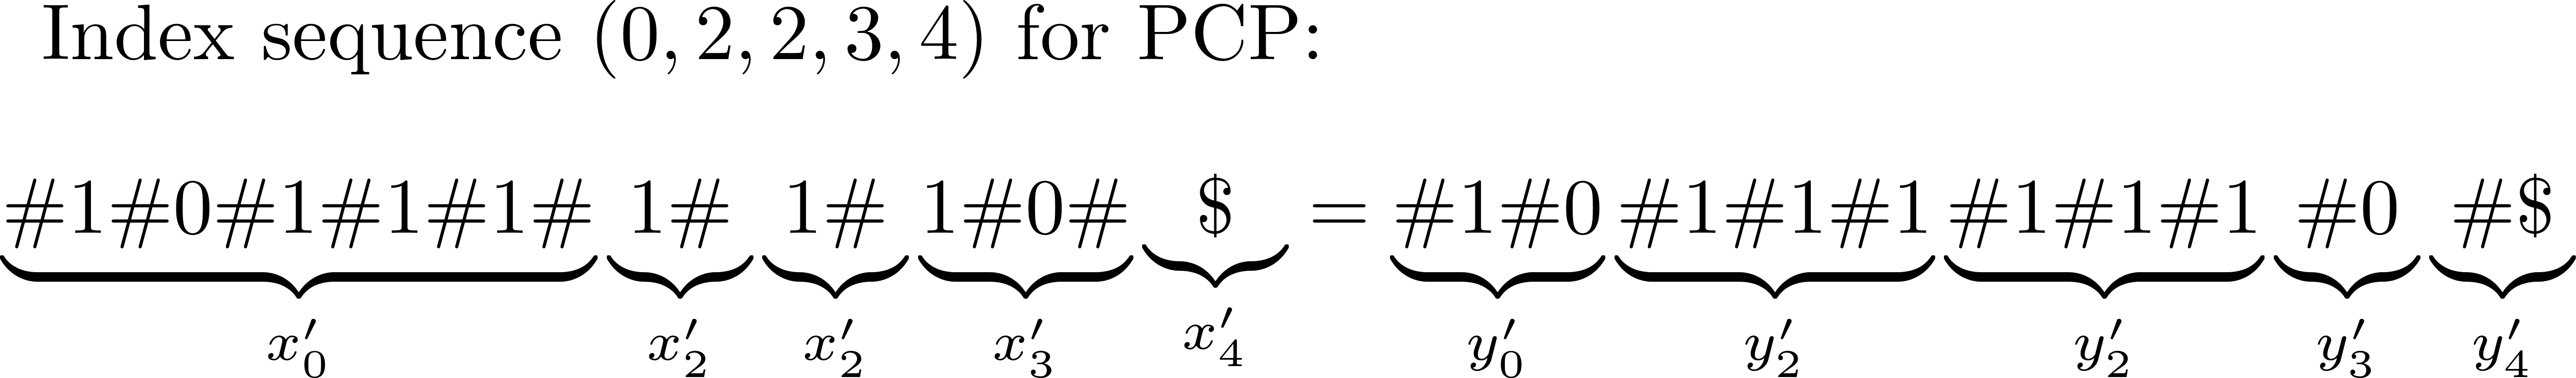 Index sequence (0, 2, 2, 3, 4) for PCP:
#1#0#1#1#1# 1# 1# 1#0# $ = #1#0 #1#1#1 #1#1#1 #0 #$
x′0 x′2 x′2 x′3 x′4 y′0 y′2 y′2 y′3 y′4